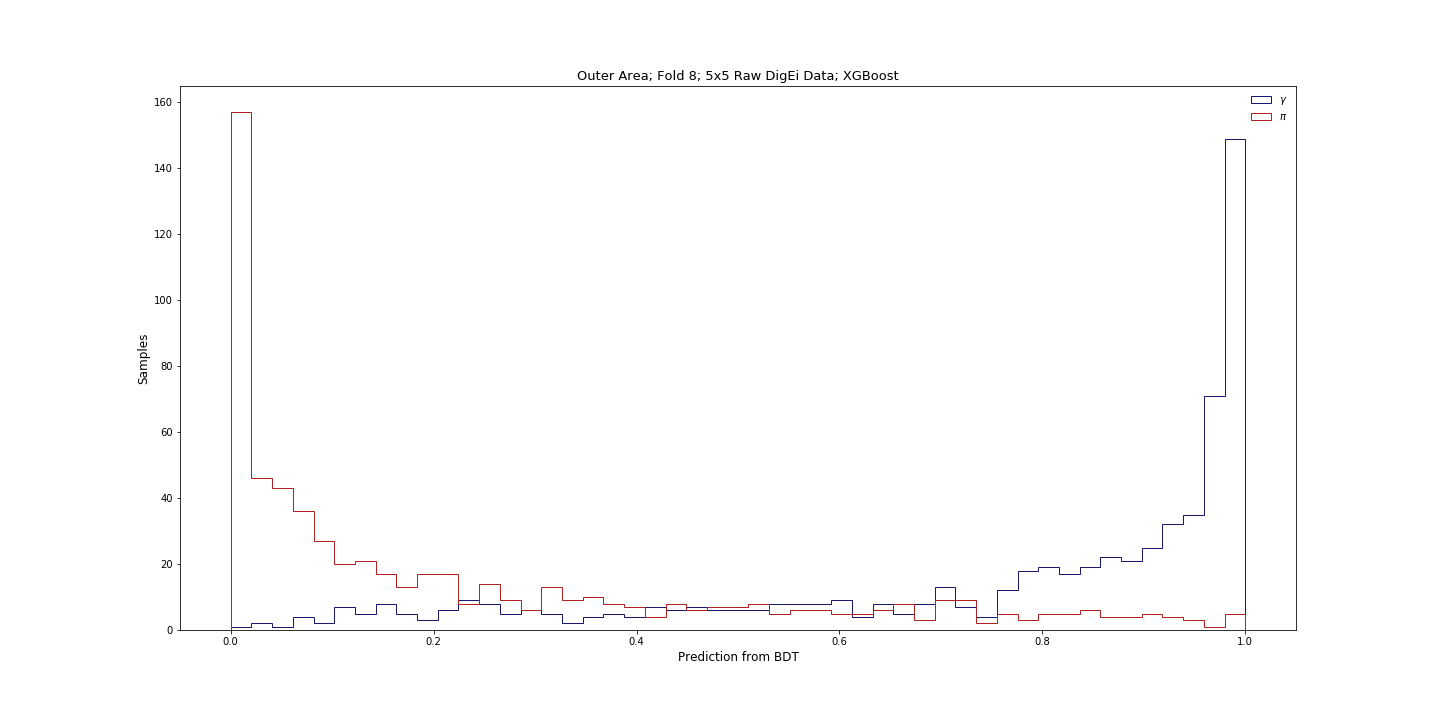 Outer Area; Fold 8; 5x5 Raw DigEi Data; XGBoost
γ
π
160
140
120
100
80
60
40
20
0
Samples
0.0 0.2 0.4 0.6 0.8 1.0
Prediction from BDT